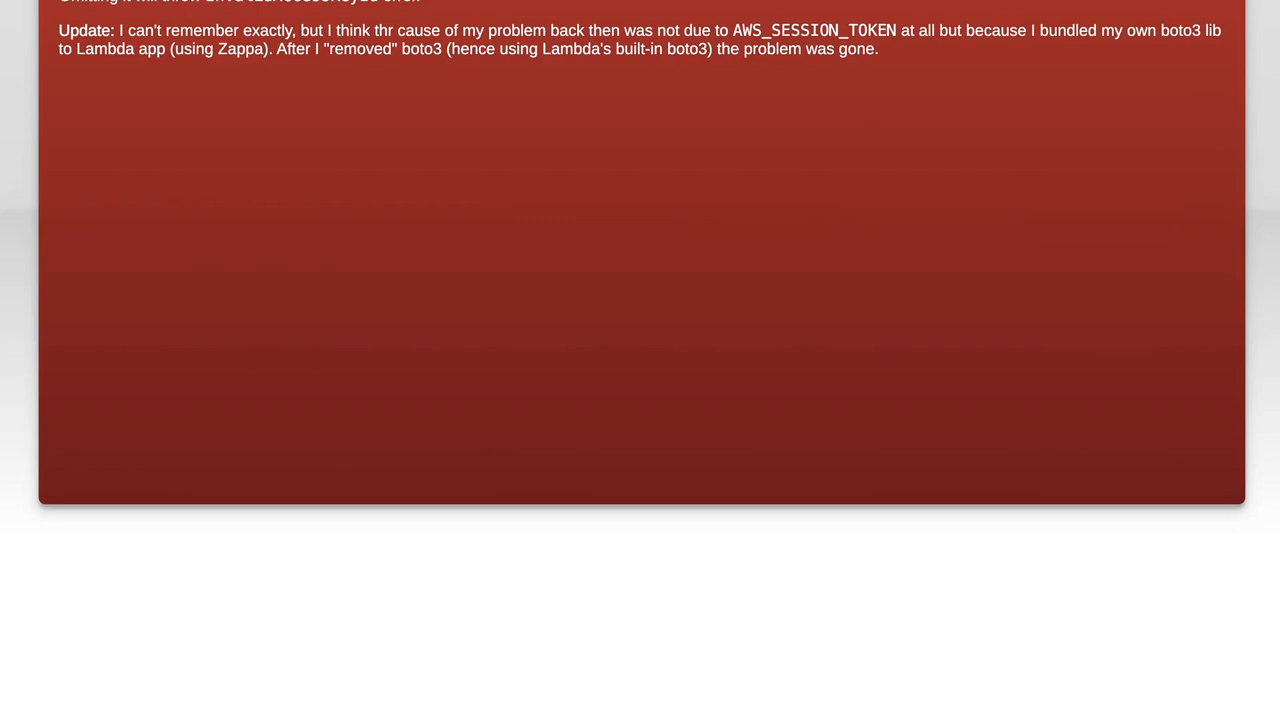 Update: I can't remember exactly, but I think thr cause of my problem back then was not due to AWS_SESSION_TOKEN at all but because I bundled my own boto3 lib
to Lambda app (using Zappa). After I "removed" boto3 (hence using Lambda's built-in boto3) the problem was gone.